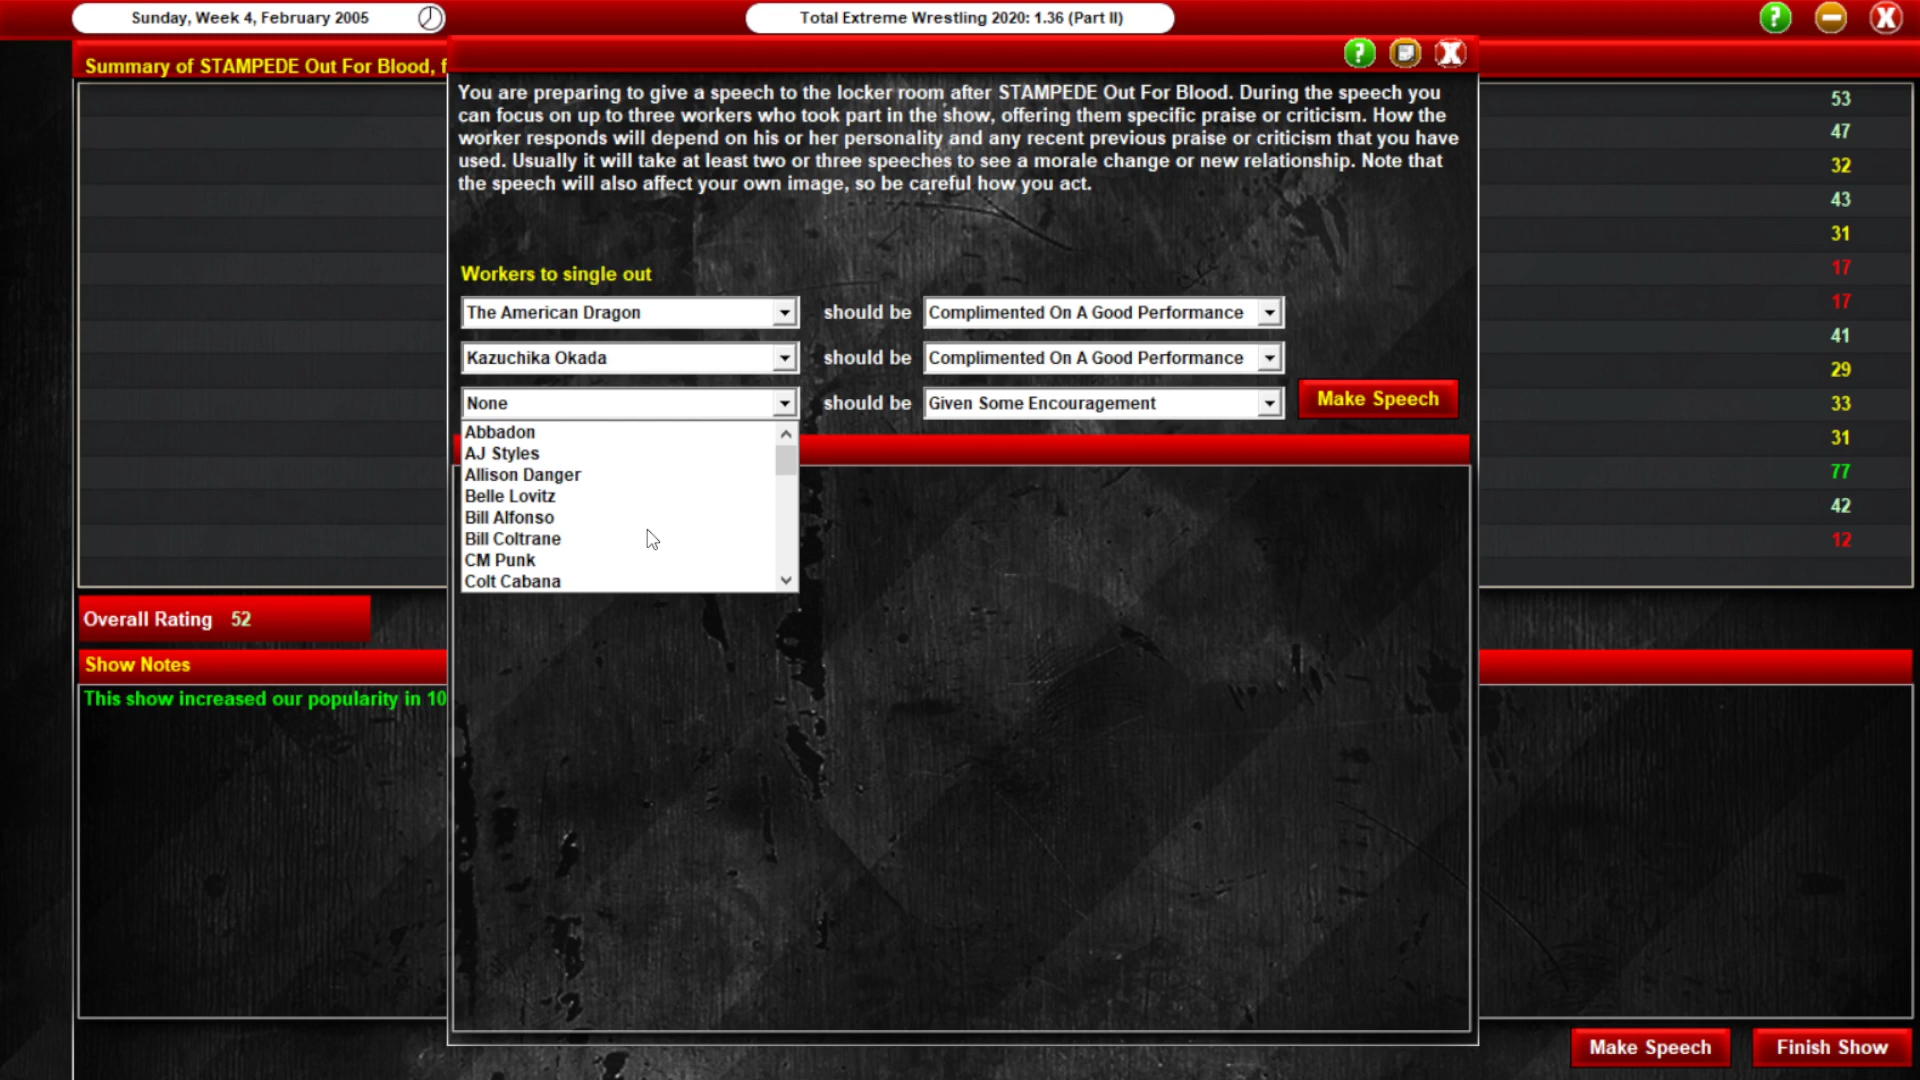 Sunday, Week 4, February 2005
Total Extreme Wrestling 2020: 1.36 (Part II)
Summary of STAMPEDE Out For Blood, f
You are preparing to give a speech to the locker room after STAMPEDE Out For Blood. During the speech you
can focus on up to three workers who took part in the show, offering them specific praise or criticism. How the
worker responds will depend on his or her personality and any recent previous praise or criticism that you have
used. Usually it will take at least two or three speeches to see a morale change or new relationship. Note that
the speech will also affect your own image, so be careful how you act.
Workers to single out
The American Dragon should be Complimented On A Good Performance
Kazuchika Okada should be Complimented On A Good Performance
None should be Given Some Encouragement Make Speech
Abbadon
AJ Styles
Allison Danger
Belle Lovitz
Bill Alfonso
Bill Coltrane
CM Punk
Colt Cabana
53
47
32
43
31
17
17
41
29
33
31
77
42
12
Overall Rating 52
Show Notes
This show increased our popularity in 10
Make Speech Finish Show